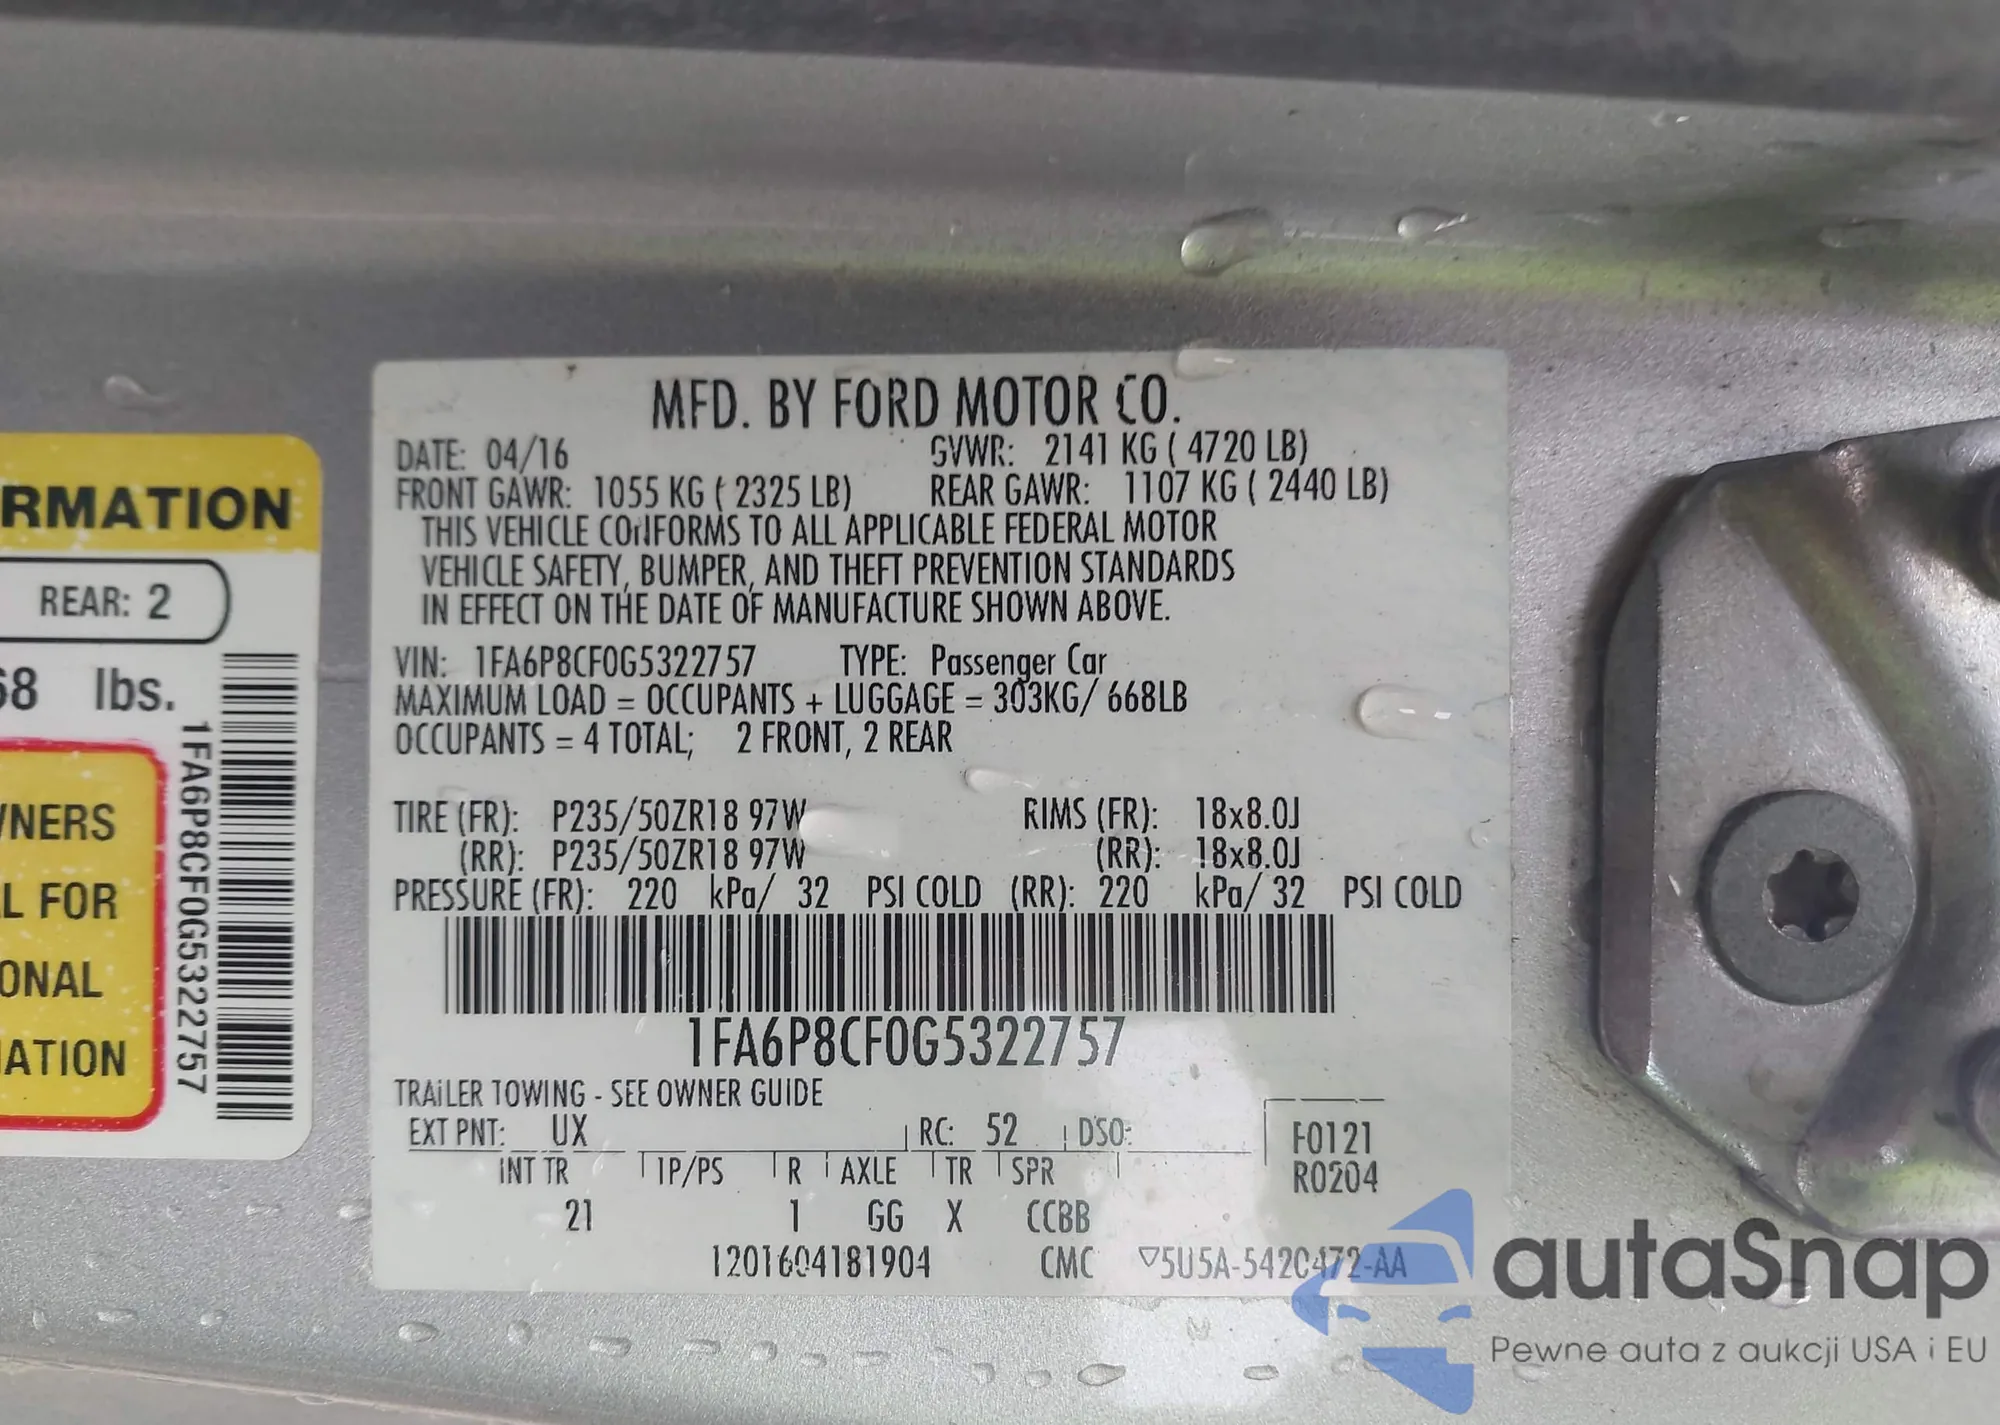 RMATION
REAR: 2
68 lbs.
1FA6P8CF0G5322757
WNERS
L FOR
ONAL
MATION
MFD. BY FORD MOTOR CO.
DATE: 04/16 GVWR: 2141 KG ( 4720 LB)
FRONT GAWR: 1055 KG ( 2325 LB) REAR GAWR: 1107 KG ( 2440 LB)
THIS VEHICLE CONFORMS TO ALL APPLICABLE FEDERAL MOTOR
VEHICLE SAFETY, BUMPER, AND THEFT PREVENTION STANDARDS
IN EFFECT ON THE DATE OF MANUFACTURE SHOWN ABOVE.
VIN: 1FA6P8CF0G5322757 TYPE: Passenger Car
MAXIMUM LOAD = OCCUPANTS + LUGGAGE = 303KG/ 668LB
OCCUPANTS = 4 TOTAL; 2 FRONT, 2 REAR
TIRE (FR): P235/50ZR18 97W RIMS (FR): 18x8.0J
(RR): P235/50ZR18 97W (RR): 18x8.0J
PRESSURE (FR): 220 kPa/ 32 PSI COLD (RR): 220 kPa/ 32 PSI COLD
1FA6P8CF0G5322757
TRAILER TOWING - SEE OWNER GUIDE
EXT PNT: UX RC: 52 DSO: F0121
INT TR TP/PS R AXLE TR SPR R0204
21 1 GG X CCBB
1201604181904 CMC ▽5U5A-5420472-AA
autaSnap
Pewne auta z aukcji USA i EU